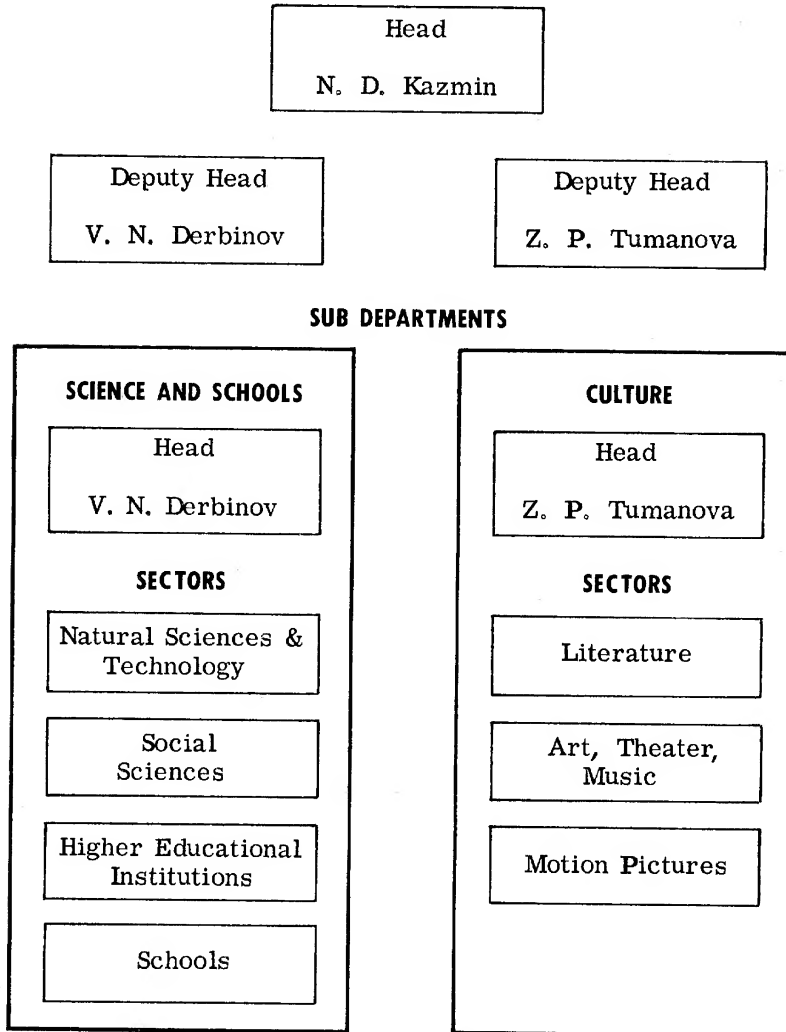 Head
N. D. Kazmin
Deputy Head
V. N. Derbinov
Deputy Head
Z. P. Tumanova
SUB DEPARTMENTS
SCIENCE AND SCHOOLS
Head
V. N. Derbinov
SECTORS
Natural Sciences &
Technology
Social
Sciences
Higher Educational
Institutions
Schools
CULTURE
Head
Z. P. Tumanova
SECTORS
Literature
Art, Theater,
Music
Motion Pictures